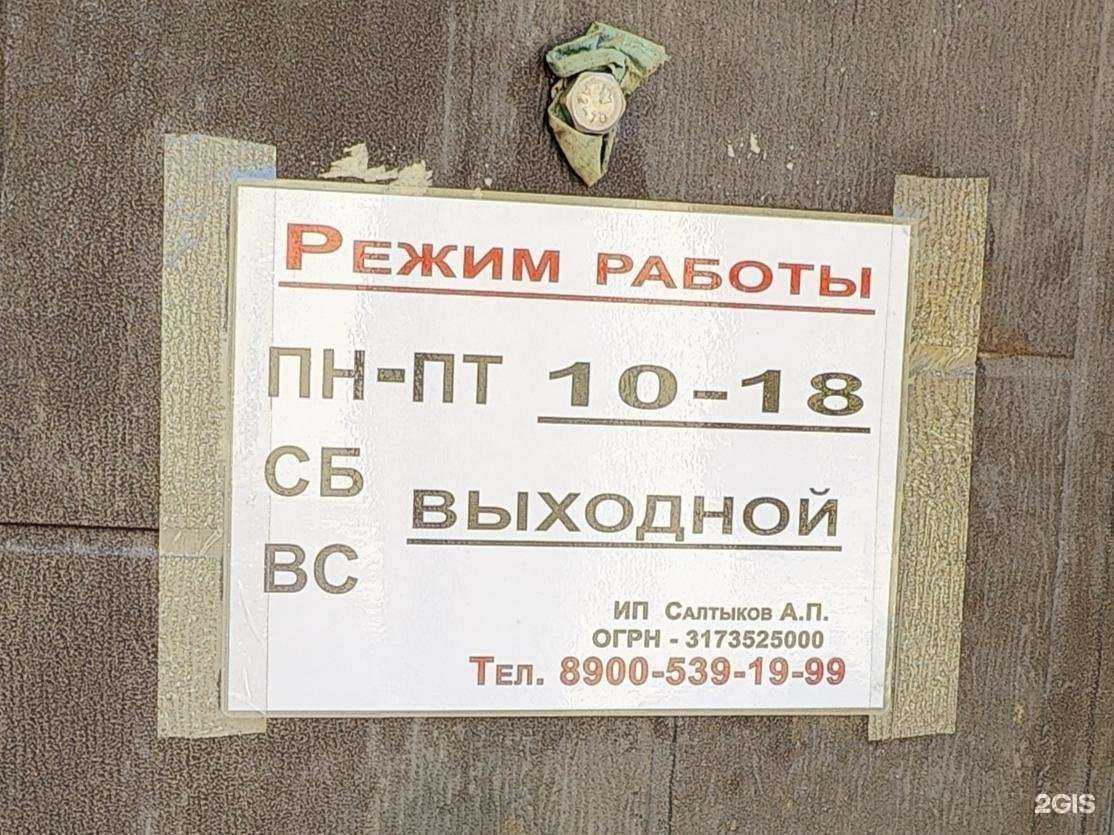 Режим работы
ПН-ПТ 10-18
СБ
ВЫХОДНОЙ
ВС
ИП Салтыков А.П.
ОГРН - 3173525000
Тел. 8900-539-19-99
2GIS